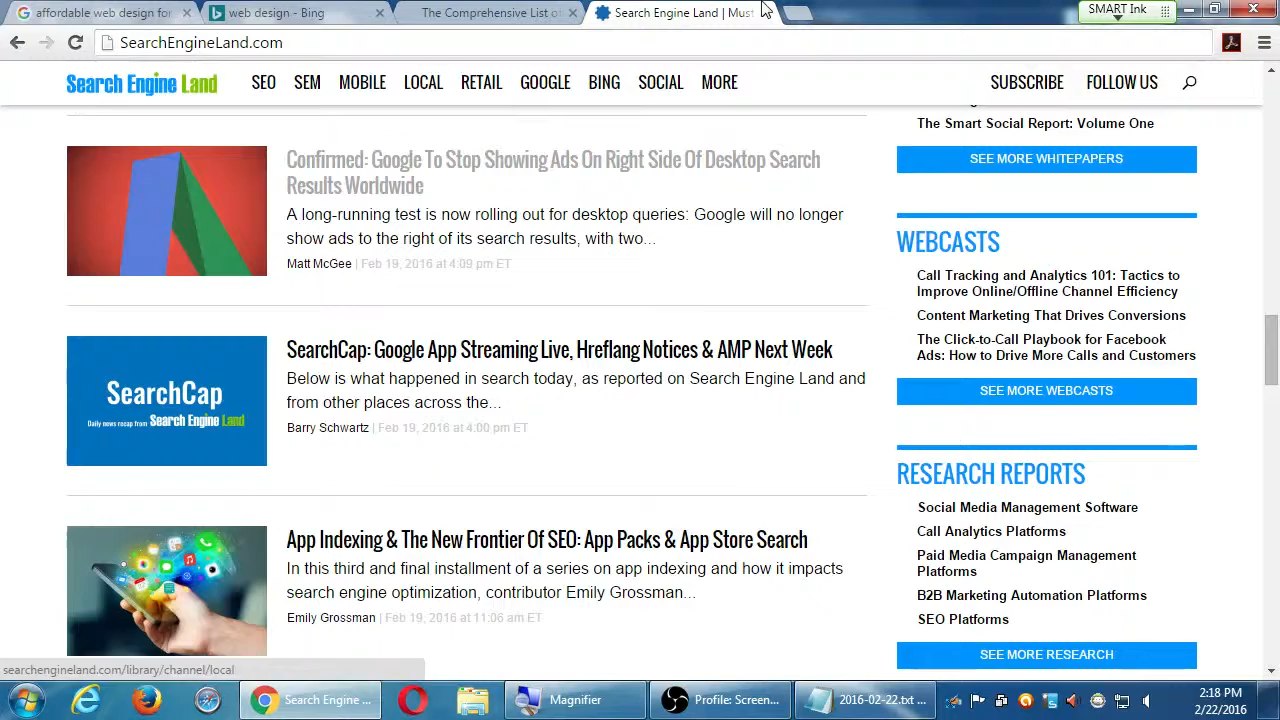 affordable web design for
web design - Bing
The Comprehensive List of
Search Engine Land | Must
SMART Ink
SearchEngineLand.com
Search Engine Land
SEO SEM MOBILE LOCAL RETAIL GOOGLE BING SOCIAL MORE
SUBSCRIBE FOLLOW US
Confirmed: Google To Stop Showing Ads On Right Side Of Desktop Search
Results Worldwide
A long-running test is now rolling out for desktop queries: Google will no longer
show ads to the right of its search results, with two...
Matt McGee | Feb 19, 2016 at 4:09 pm ET
SearchCap
Daily news recap from Search Engine Land
SearchCap: Google App Streaming Live, Hreflang Notices & AMP Next Week
Below is what happened in search today, as reported on Search Engine Land and
from other places across the...
Barry Schwartz | Feb 19, 2016 at 4:00 pm ET
App Indexing & The New Frontier Of SEO: App Packs & App Store Search
In this third and final installment of a series on app indexing and how it impacts
search engine optimization, contributor Emily Grossman...
Emily Grossman | Feb 19, 2016 at 11:06 am ET
The Smart Social Report: Volume One
SEE MORE WHITEPAPERS
WEBCASTS
Call Tracking and Analytics 101: Tactics to
Improve Online/Offline Channel Efficiency
Content Marketing That Drives Conversions
The Click-to-Call Playbook for Facebook
Ads: How to Drive More Calls and Customers
SEE MORE WEBCASTS
RESEARCH REPORTS
Social Media Management Software
Call Analytics Platforms
Paid Media Campaign Management
Platforms
B2B Marketing Automation Platforms
SEO Platforms
SEE MORE RESEARCH
searchengineland.com/library/channel/local
Search Engine ...
Magnifier
Profile: Screen...
2016-02-22.txt ...
2:18 PM
2/22/2016